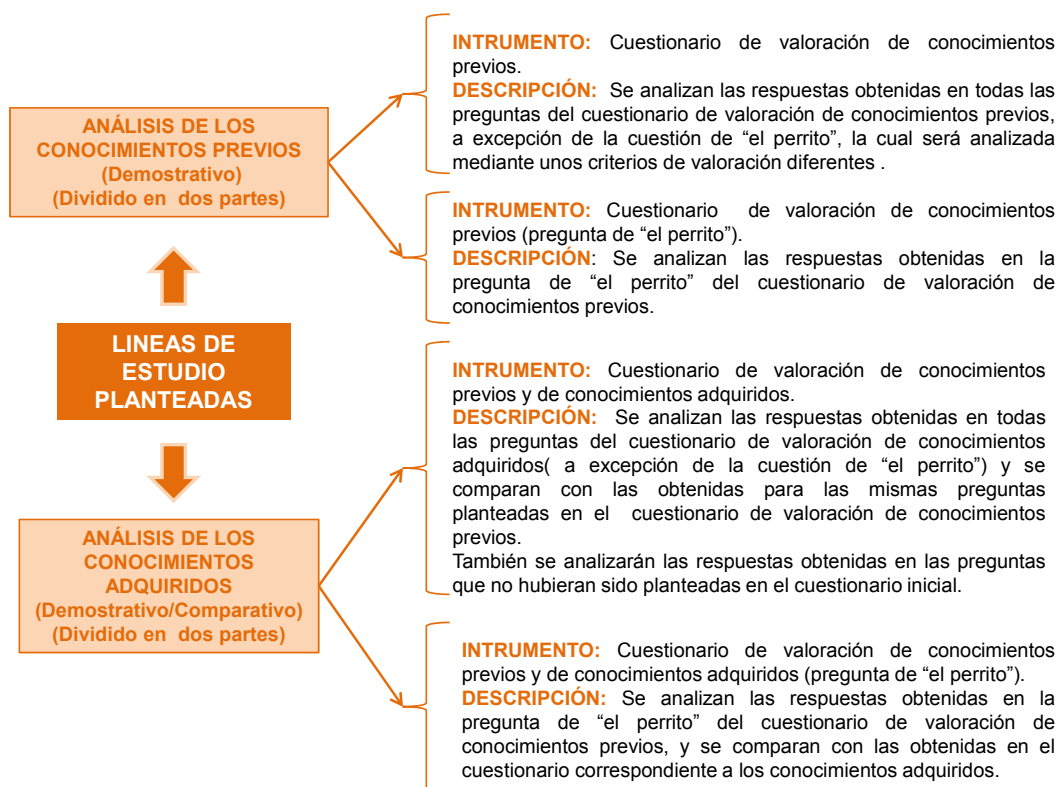 INTRUMENTO: Cuestionario de valoración de conocimientos
previos.
DESCRIPCIÓN: Se analizan las respuestas obtenidas en todas las
preguntas del cuestionario de valoración de conocimientos previos,
a excepción de la cuestión de “el perrito”, la cual será analizada
mediante unos criterios de valoración diferentes .
ANÁLISIS DE LOS
CONOCIMIENTOS PREVIOS
(Demostrativo)
(Dividido en dos partes)
INTRUMENTO: Cuestionario de valoración de conocimientos
previos (pregunta de “el perrito”).
DESCRIPCIÓN: Se analizan las respuestas obtenidas en la
pregunta de “el perrito” del cuestionario de valoración de
conocimientos previos.
LINEAS DE
ESTUDIO
PLANTEADAS
INTRUMENTO: Cuestionario de valoración de conocimientos
previos y de conocimientos adquiridos.
DESCRIPCIÓN: Se analizan las respuestas obtenidas en todas
las preguntas del cuestionario de valoración de conocimientos
adquiridos( a excepción de la cuestión de “el perrito”) y se
comparan con las obtenidas para las mismas preguntas
planteadas en el cuestionario de valoración de conocimientos
previos.
También se analizarán las respuestas obtenidas en las preguntas
que no hubieran sido planteadas en el cuestionario inicial.
ANÁLISIS DE LOS
CONOCIMIENTOS
ADQUIRIDOS
(Demostrativo/Comparativo)
(Dividido en dos partes)
INTRUMENTO: Cuestionario de valoración de conocimientos
previos y de conocimientos adquiridos (pregunta de “el perrito”).
DESCRIPCIÓN: Se analizan las respuestas obtenidas en la
pregunta de “el perrito” del cuestionario de valoración de
conocimientos previos, y se comparan con las obtenidas en el
cuestionario correspondiente a los conocimientos adquiridos.